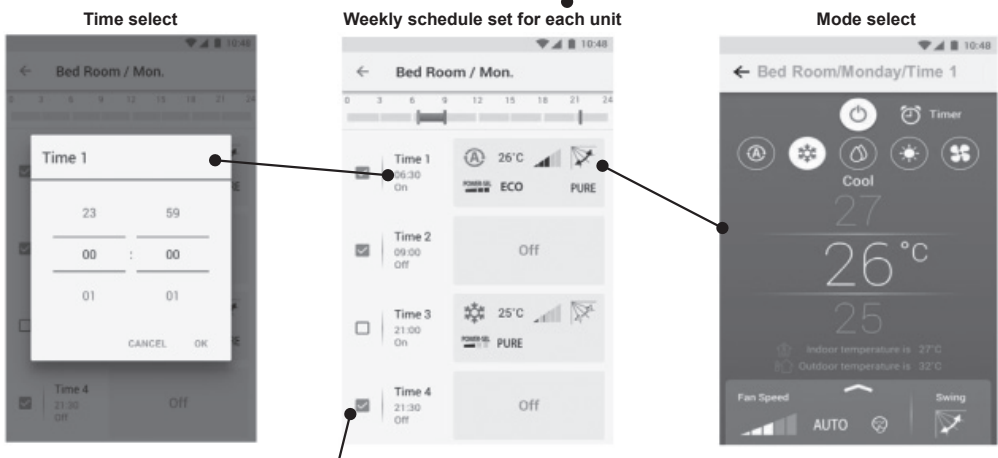 Time select
10:48
Bed Room / Mon.
0 3 6 9 12 15 18 21 24
Time 1
23 59
00 : 00
01 01
CANCEL OK
Time 4
21:30
Off
Off
Weekly schedule set for each unit
10:48
Bed Room / Mon.
0 3 6 9 12 15 18 21 24
Time 1
06:30
On
A 26°C
POWER-SEL ECO PURE
Time 2
09:00
Off
Off
Time 3
21:00
On
25°C
POWER-SEL PURE
Time 4
21:30
Off
Off
Mode select
10:48
Bed Room/Monday/Time 1
Timer
A
Cool
27
26°C
25
Indoor temperature is 27°C
Outdoor temperature is 32°C
Fan Speed Swing
AUTO